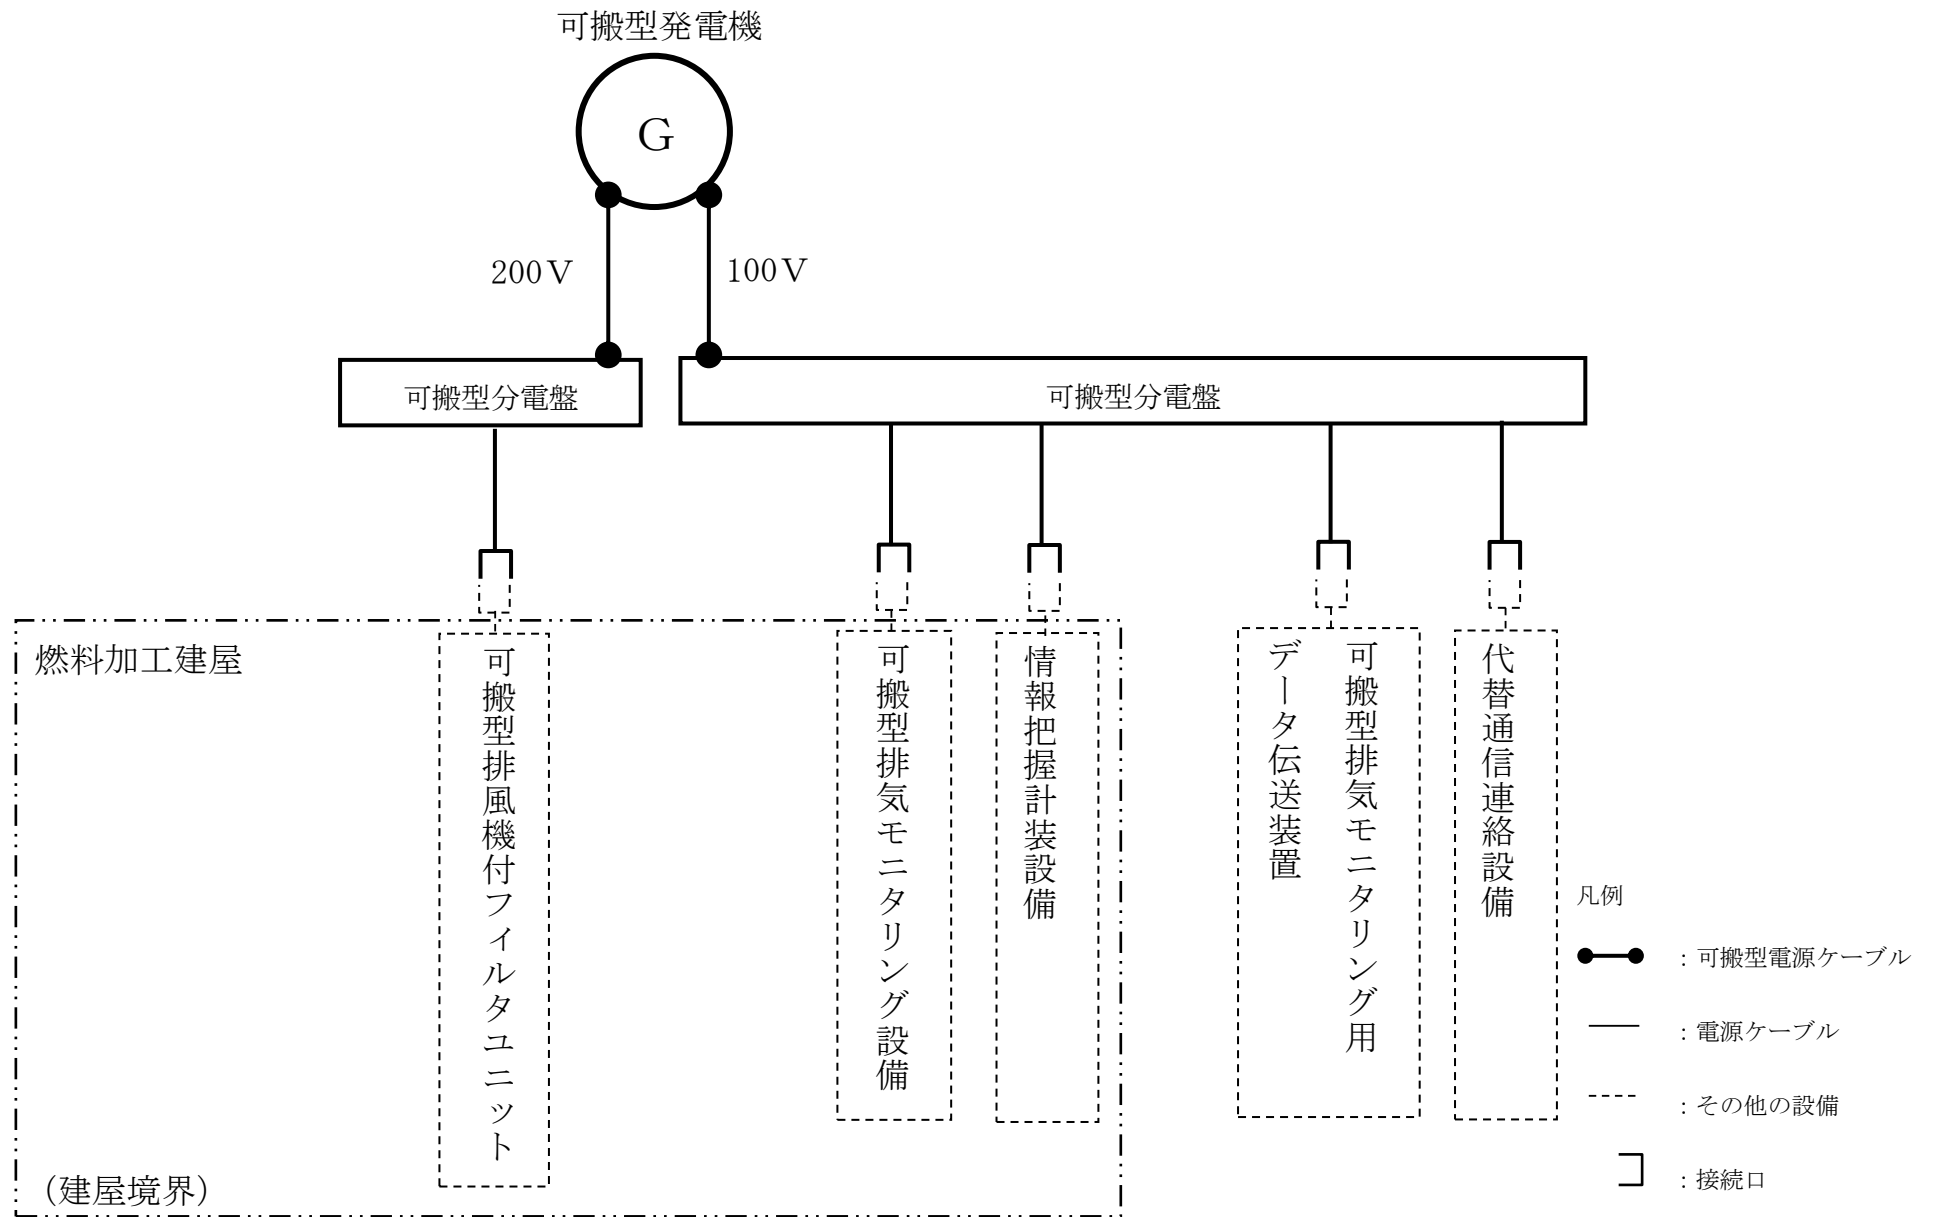 可搬型発電機
G
200V
100V
可搬型分電盤
可搬型分電盤
燃料加工建屋
可搬型排風機付フィルタユニット
可搬型排気モニタリング設備
情報把握計装設備
可搬型排気モニタリング用
データ伝送装置
代替通信連絡設備
(建屋境界)
凡例
：可搬型電源ケーブル
：電源ケーブル
：その他の設備
：接続口